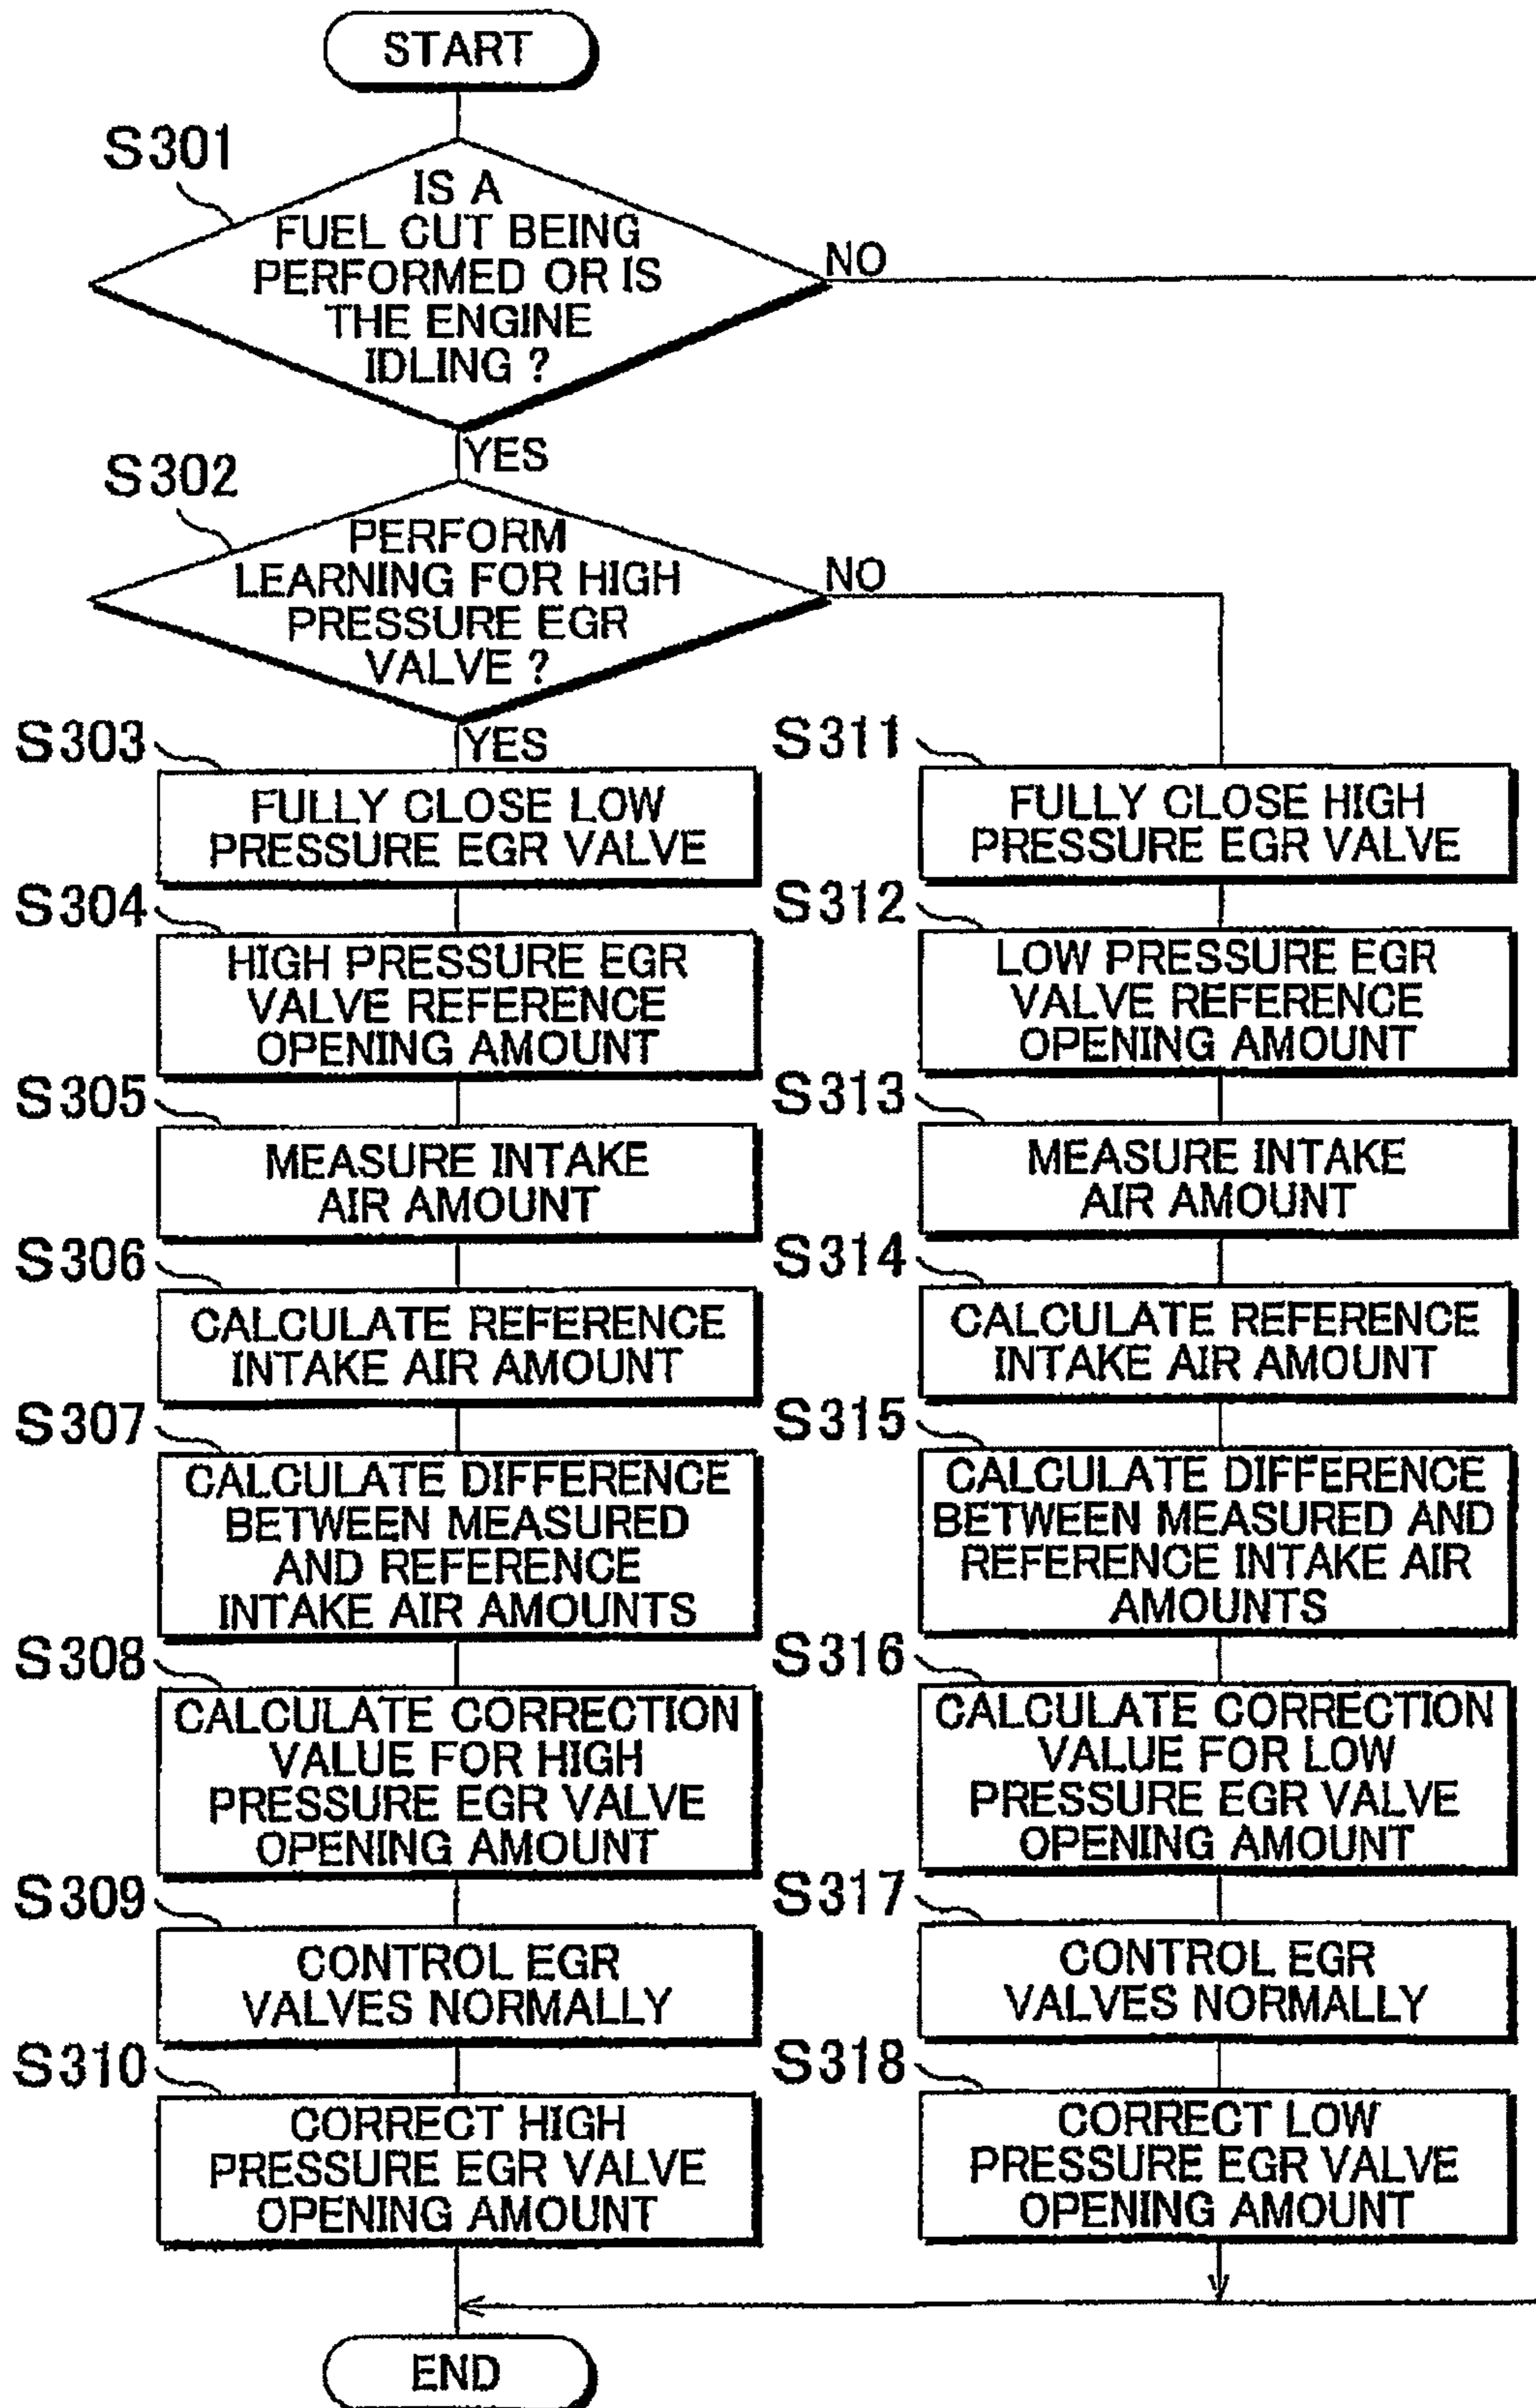 START
S301
IS A
FUEL CUT BEING
PERFORMED OR IS
THE ENGINE
IDLING ?
NO
YES
S302
PERFORM
LEARNING FOR HIGH
PRESSURE EGR
VALVE ?
NO
YES
S303
FULLY CLOSE LOW
PRESSURE EGR VALVE
S304
HIGH PRESSURE EGR
VALVE REFERENCE
OPENING AMOUNT
S305
MEASURE INTAKE
AIR AMOUNT
S306
CALCULATE REFERENCE
INTAKE AIR AMOUNT
S307
CALCULATE DIFFERENCE
BETWEEN MEASURED
AND REFERENCE
INTAKE AIR AMOUNTS
S308
CALCULATE CORRECTION
VALUE FOR HIGH
PRESSURE EGR VALVE
OPENING AMOUNT
S309
CONTROL EGR
VALVES NORMALLY
S310
CORRECT HIGH
PRESSURE EGR VALVE
OPENING AMOUNT
S311
FULLY CLOSE HIGH
PRESSURE EGR VALVE
S312
LOW PRESSURE EGR
VALVE REFERENCE
OPENING AMOUNT
S313
MEASURE INTAKE
AIR AMOUNT
S314
CALCULATE REFERENCE
INTAKE AIR AMOUNT
S315
CALCULATE DIFFERENCE
BETWEEN MEASURED AND
REFERENCE INTAKE AIR
AMOUNTS
S316
CALCULATE CORRECTION
VALUE FOR LOW
PRESSURE EGR VALVE
OPENING AMOUNT
S317
CONTROL EGR
VALVES NORMALLY
S318
CORRECT LOW
PRESSURE EGR VALVE
OPENING AMOUNT
END